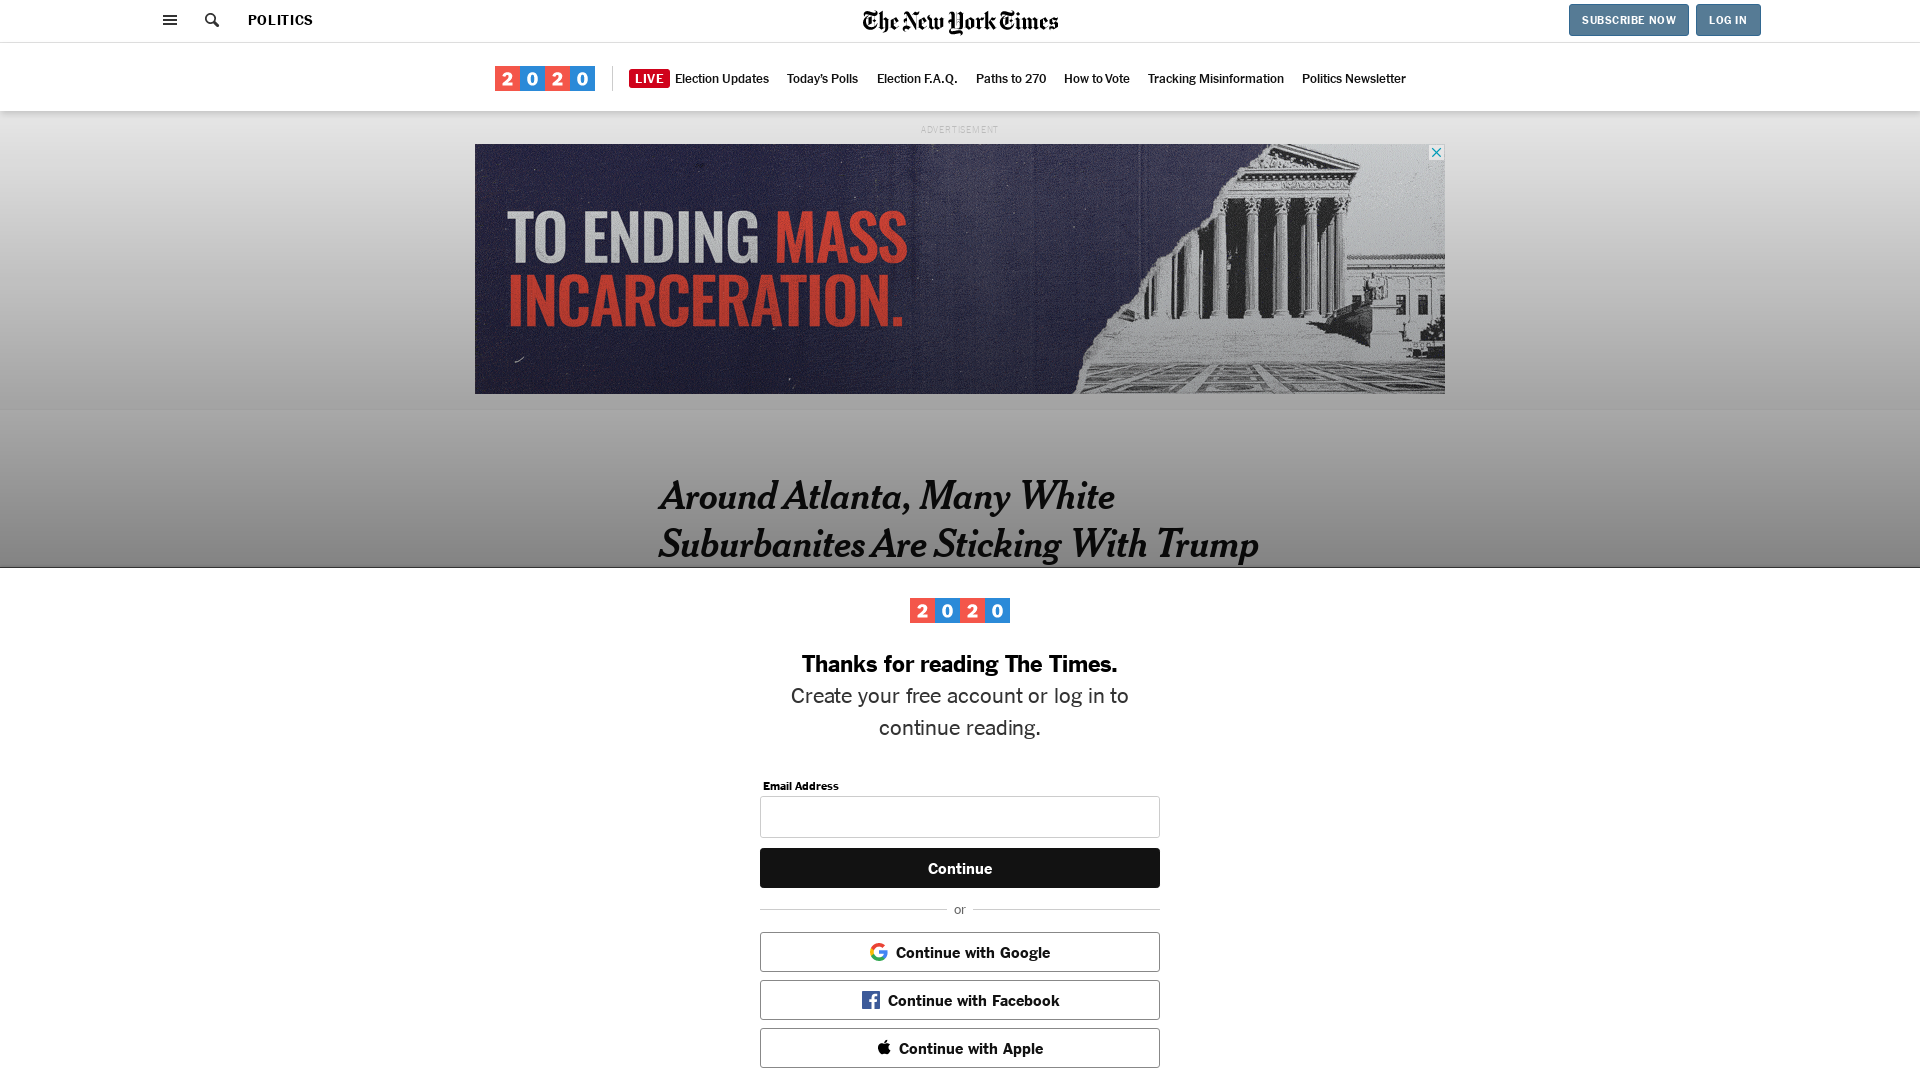 POLITICS
The New York Times
SUBSCRIBE NOW
LOG IN
2020
LIVE Election Updates
Today's Polls
Election F.A.Q.
Paths to 270
How to Vote
Tracking Misinformation
Politics Newsletter
ADVERTISEMENT
TO ENDING MASS
INCARCERATION.
Around Atlanta, Many White
Suburbanites Are Sticking With Trump
2020
Thanks for reading The Times.
Create your free account or log in to
continue reading.
Email Address
Continue
or
Continue with Google
Continue with Facebook
Continue with Apple